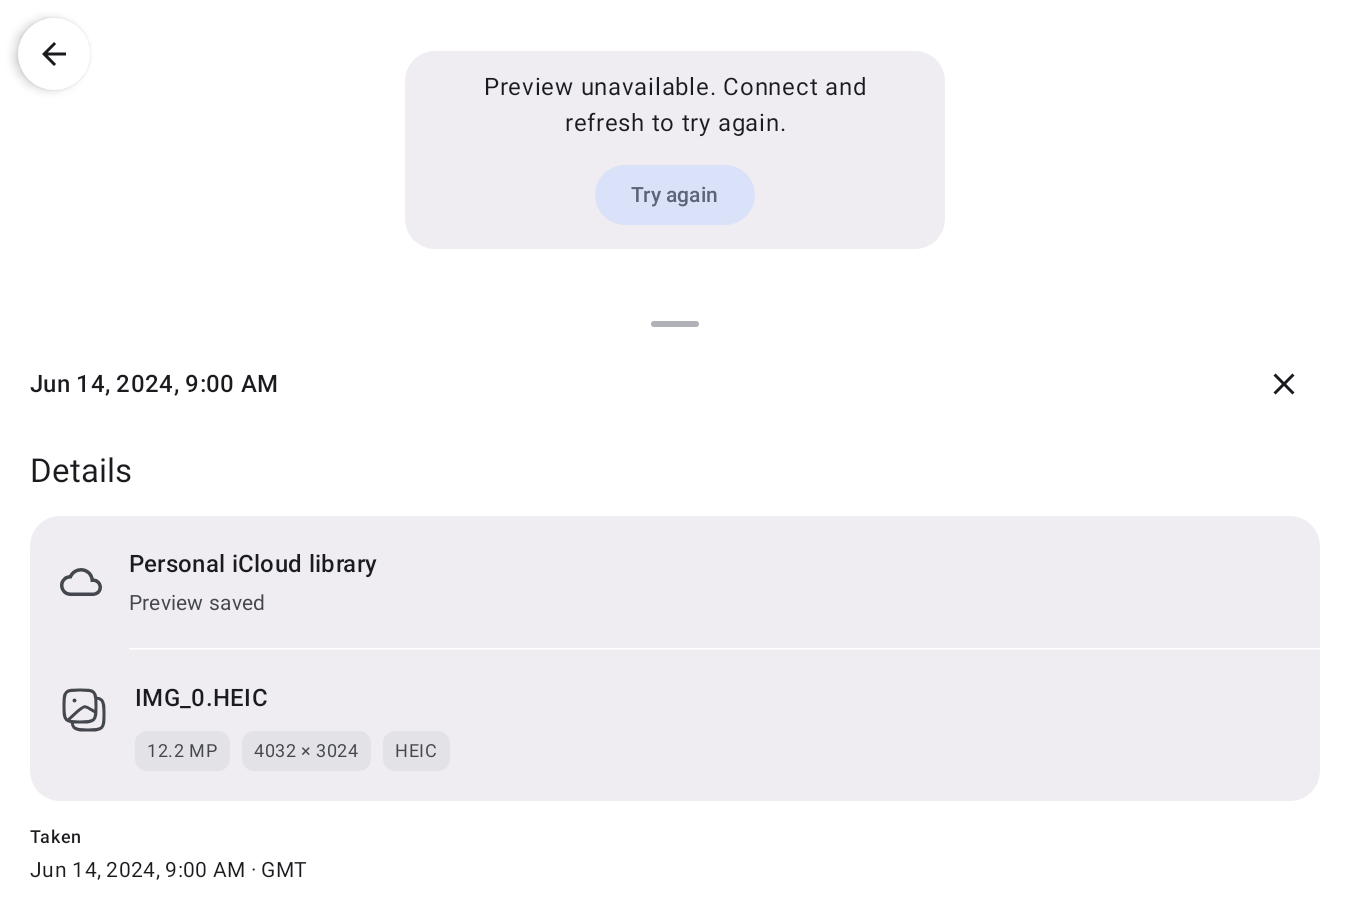 Preview unavailable. Connect and
refresh to try again.
Try again
Jun 14, 2024, 9:00 AM
Details
Personal iCloud library
Preview saved
IMG_0.HEIC
12.2 MP 4032 × 3024 HEIC
Taken
Jun 14, 2024, 9:00 AM · GMT